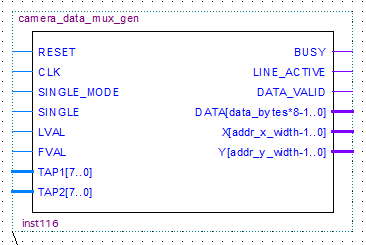 camera_data_mux_gen
RESET BUSY
CLK LINE_ACTIVE
SINGLE_MODE DATA_VALID
SINGLE DATA[data_bytes*8-1..0]
LVAL X[addr_x_width-1..0]
FVAL Y[addr_y_width-1..0]
TAP1[7..0]
TAP2[7..0]
inst116